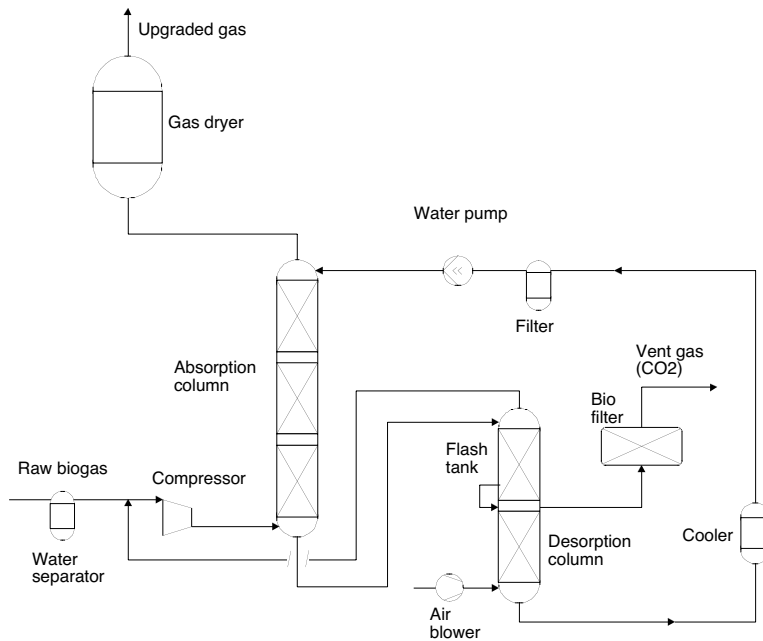 Upgraded gas
Gas dryer
Water pump
Filter
Absorption
column
Vent gas
(CO2)
Bio
filter
Flash
tank
Raw biogas
Compressor
Water
separator
Desorption
column
Cooler
Air
blower